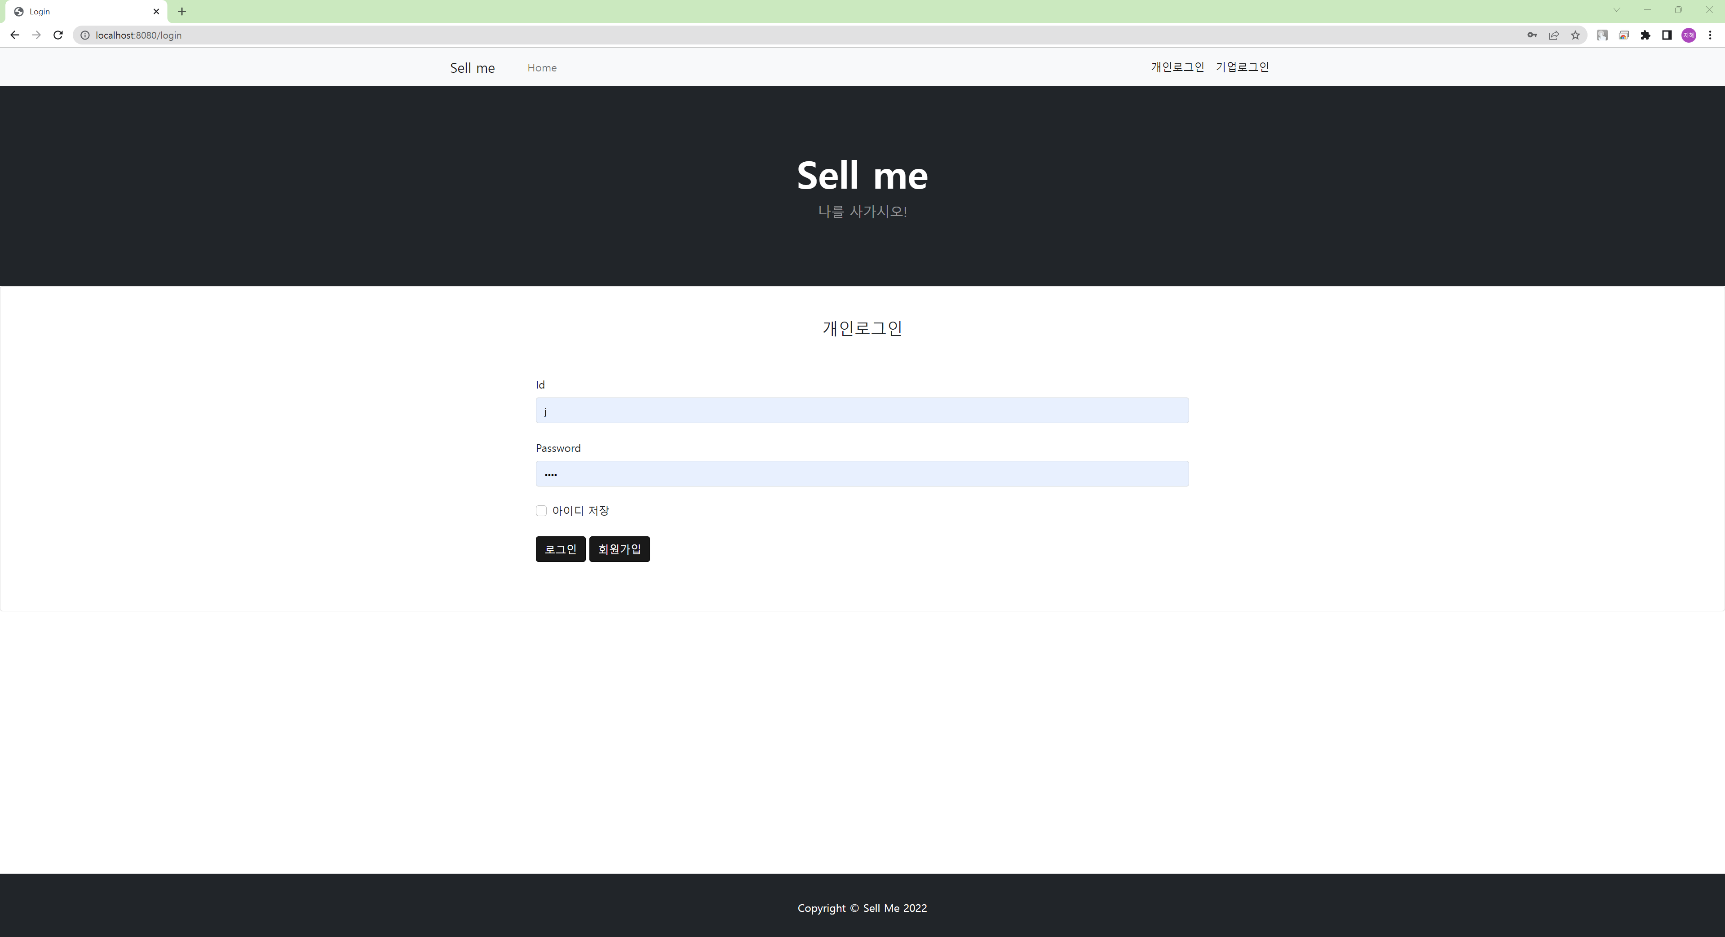 Login
localhost:8080/login
지혜
Sell me Home 개인로그인 기업로그인
Sell me
나를 사가시오!
개인로그인
Id
j
Password
••••
아이디 저장
로그인 회원가입
Copyright © Sell Me 2022